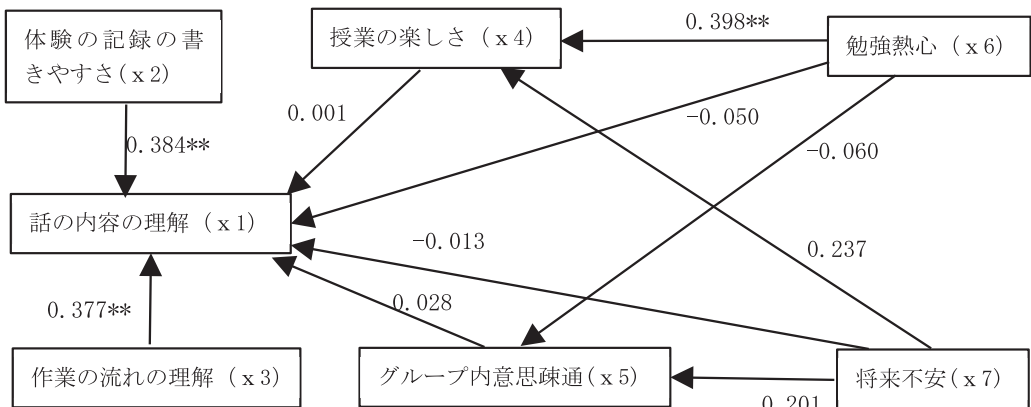 体験の記録の書
きやすさ(x2)
授業の楽しさ (x4)
0.398**
勉強熱心 (x6)
0.001
-0.050
0.384**
-0.060
話の内容の理解 (x1)
-0.013
0.237
0.377**
0.028
作業の流れの理解 (x3)
グループ内意思疎通(x5)
将来不安(x7)
0.201